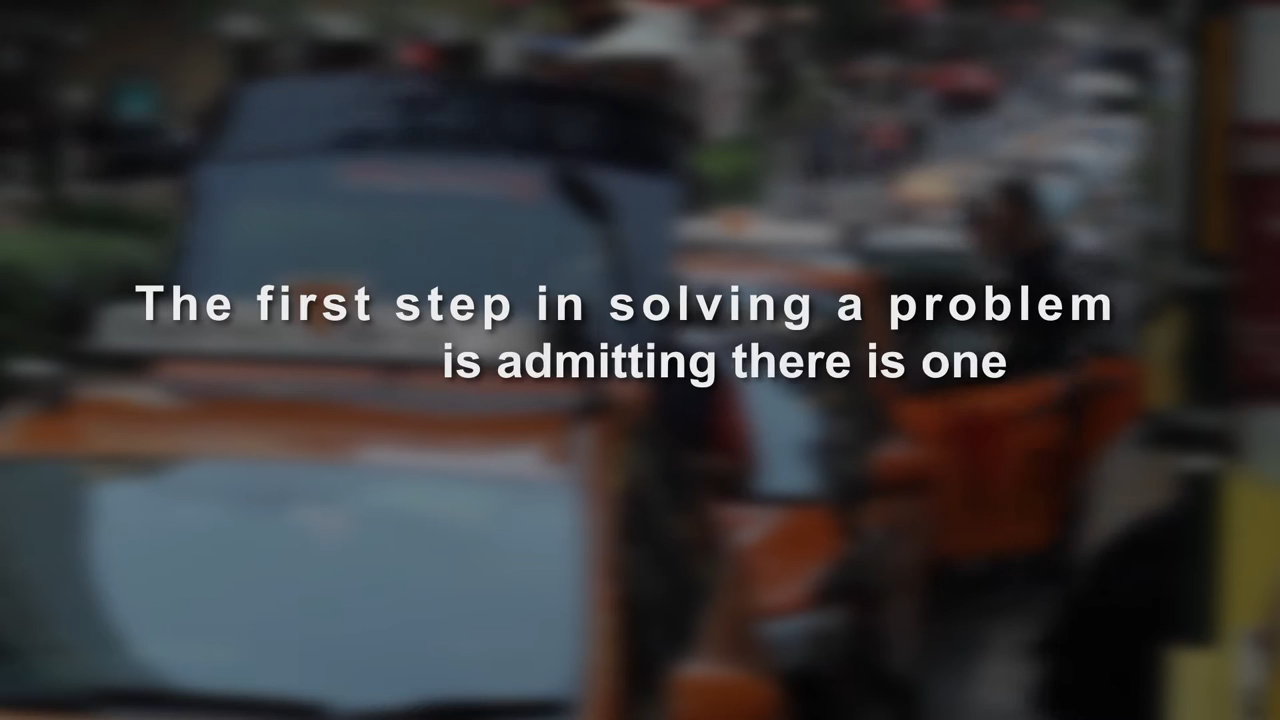 The first step in solving a problem
is admitting there is one